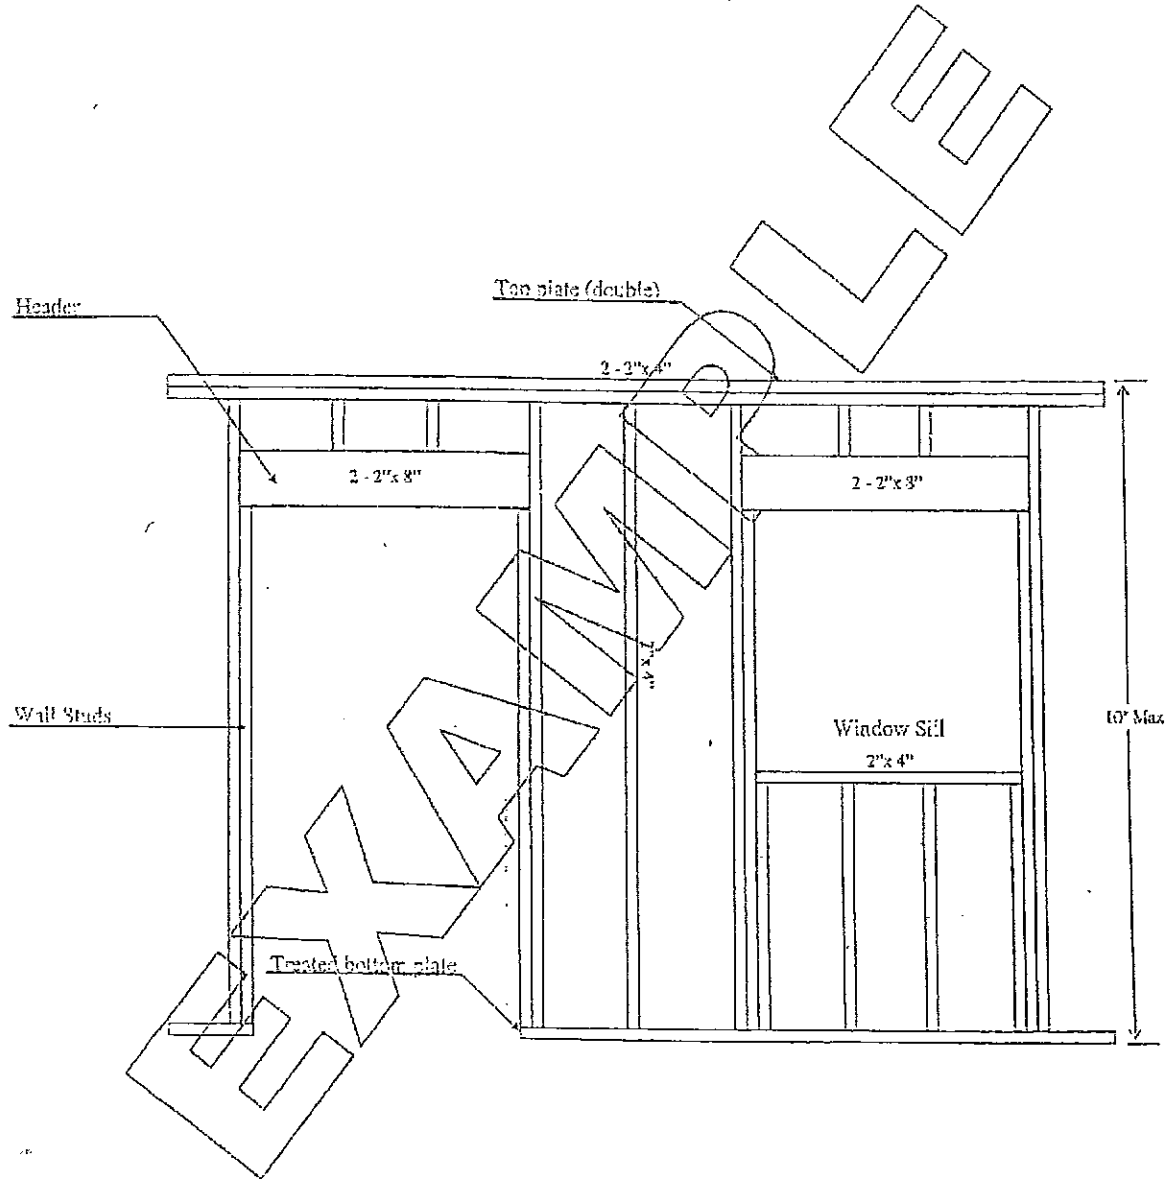 EXAMPLE
Header
Top plate (double)
2 - 2"x 4"
2 - 2"x 8"
2 - 2"x 8"
2"x 4"
Wall Studs
Window Sill
2"x 4"
10' Max
Treated bottom plate